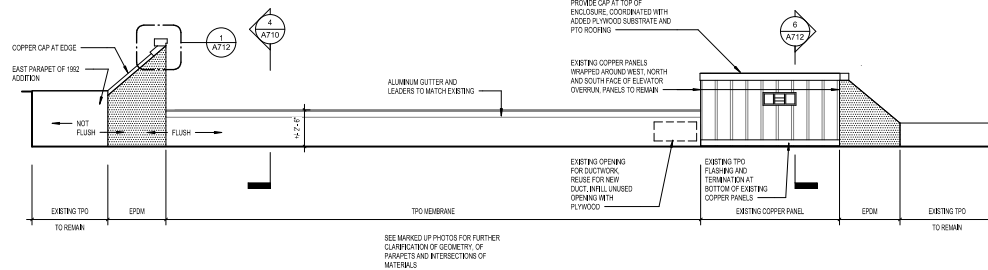 PROVIDE CAP AT TOP OF
ENCLOSURE, COORDINATED WITH
ADDED PLYWOOD SUBSTRATE AND
PTO ROOFING
4
A710
6
A712
1
A712
COPPER CAP AT EDGE
EAST PARAPET OF 1992
ADDITION
ALUMINUM GUTTER AND
LEADERS TO MATCH EXISTING
EXISTING COPPER PANELS
WRAPPED AROUND WEST, NORTH
AND SOUTH FACE OF ELEVATOR
OVERRUN, PANELS TO REMAIN
NOT
FLUSH
FLUSH
+/- 2' - 6"
EXISTING OPENING
FOR DUCTWORK,
REUSE FOR NEW
DUCT, INFILL UNUSED
OPENING WITH
PLYWOOD
EXISTING TPO
FLASHING AND
TERMINATION AT
BOTTOM OF EXISTING
COPPER PANELS
EXISTING TPO
TO REMAIN
EPDM
TPO MEMBRANE
EXISTING COPPER PANEL
EPDM
EXISTING TPO
TO REMAIN
SEE MARKED UP PHOTOS FOR FURTHER
CLARIFICATION OF GEOMETRY, OF
PARAPETS AND INTERSECTIONS OF
MATERIALS